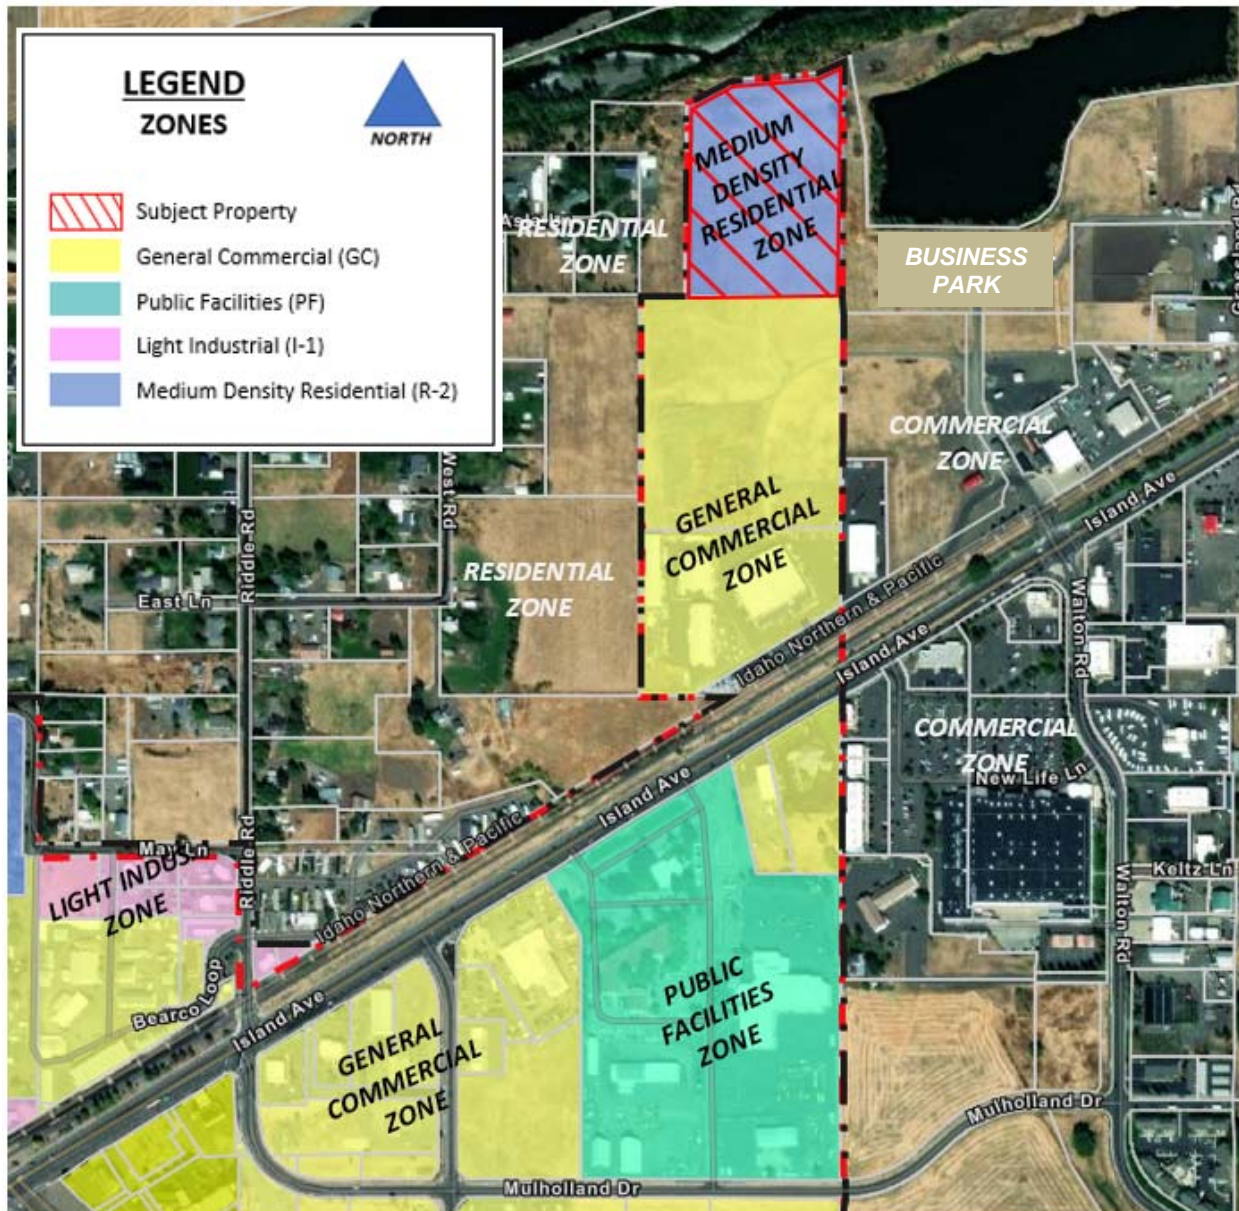 LEGEND
ZONES
NORTH
Subject Property
General Commercial (GC)
Public Facilities (PF)
Light Industrial (I-1)
Medium Density Residential (R-2)
MEDIUM
DENSITY
RESIDENTIAL
ZONE
RESIDENTIAL
ZONE
BUSINESS
PARK
COMMERCIAL
ZONE
GENERAL
COMMERCIAL
ZONE
Island Ave
West Rd
Riddle Rd
East Ln
RESIDENTIAL
ZONE
Idaho Northern & Pacific
Island Ave
Walton Rd
COMMERCIAL
ZONE
New Life Ln
Island Ave
May Ln
LIGHT INDUS
ZONE
Riddle Rd
Idaho Northern & Pacific
Keltz Ln
Walton Rd
Bearco Loop
Island Ave
PUBLIC
FACILITIES
ZONE
GENERAL
COMMERCIAL
ZONE
Mulholland Dr
Mulholland Dr